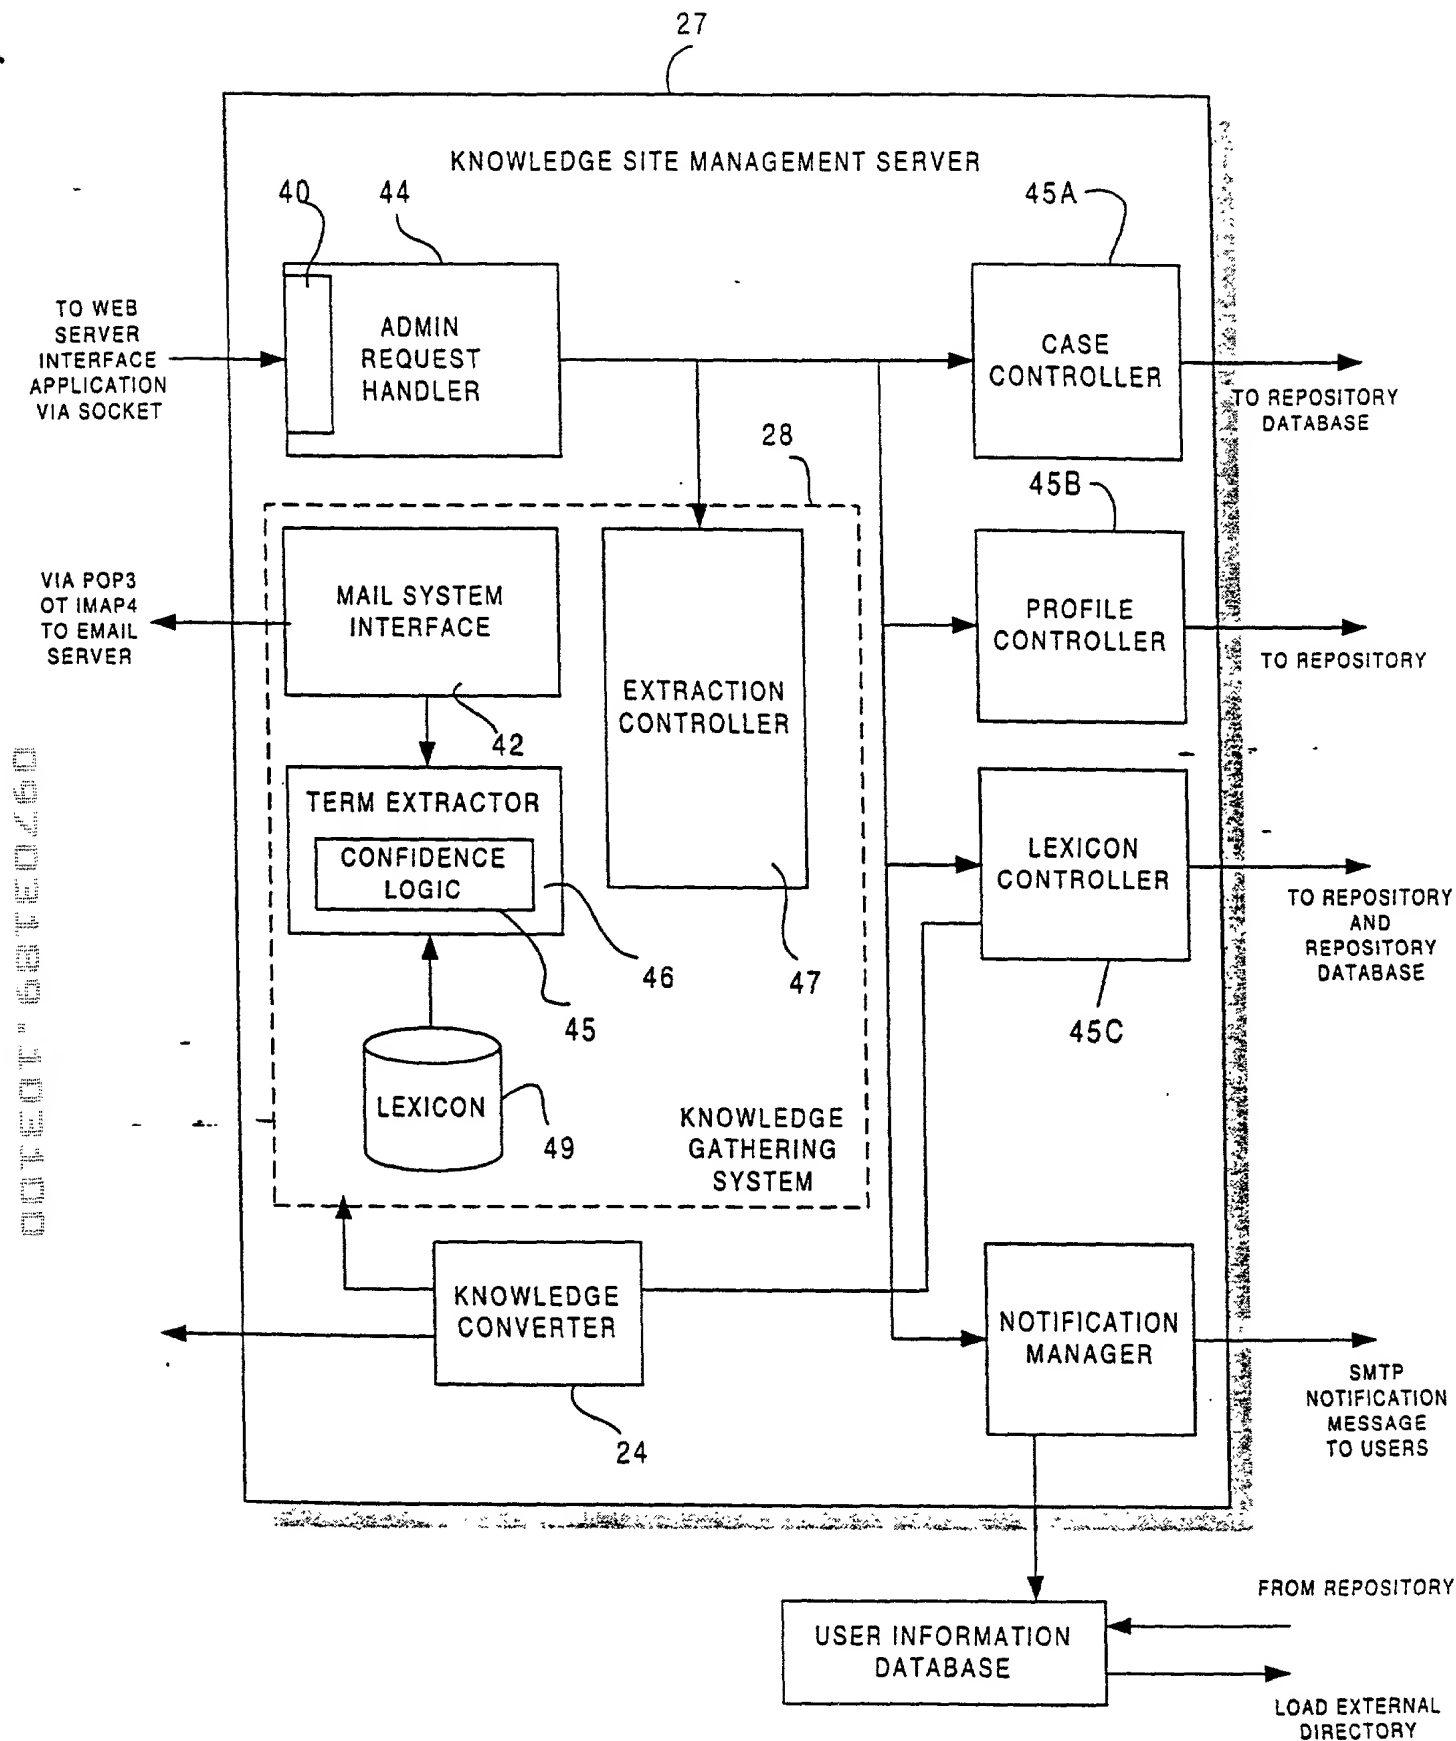 27
KNOWLEDGE SITE MANAGEMENT SERVER
40
44
45A
TO WEB
SERVER
INTERFACE
APPLICATION
VIA SOCKET
ADMIN
REQUEST
HANDLER
CASE
CONTROLLER
TO REPOSITORY
DATABASE
28
45B
VIA POP3
OT IMAP4
TO EMAIL
SERVER
MAIL SYSTEM
INTERFACE
42
EXTRACTION
CONTROLLER
47
PROFILE
CONTROLLER
TO REPOSITORY
TERM EXTRACTOR
CONFIDENCE
LOGIC
46
45
LEXICON
CONTROLLER
45C
TO REPOSITORY
AND
REPOSITORY
DATABASE
LEXICON
49
KNOWLEDGE
GATHERING
SYSTEM
KNOWLEDGE
CONVERTER
24
NOTIFICATION
MANAGER
SMTP
NOTIFICATION
MESSAGE
TO USERS
USER INFORMATION
DATABASE
FROM REPOSITORY
LOAD EXTERNAL
DIRECTORY
09703189.103100